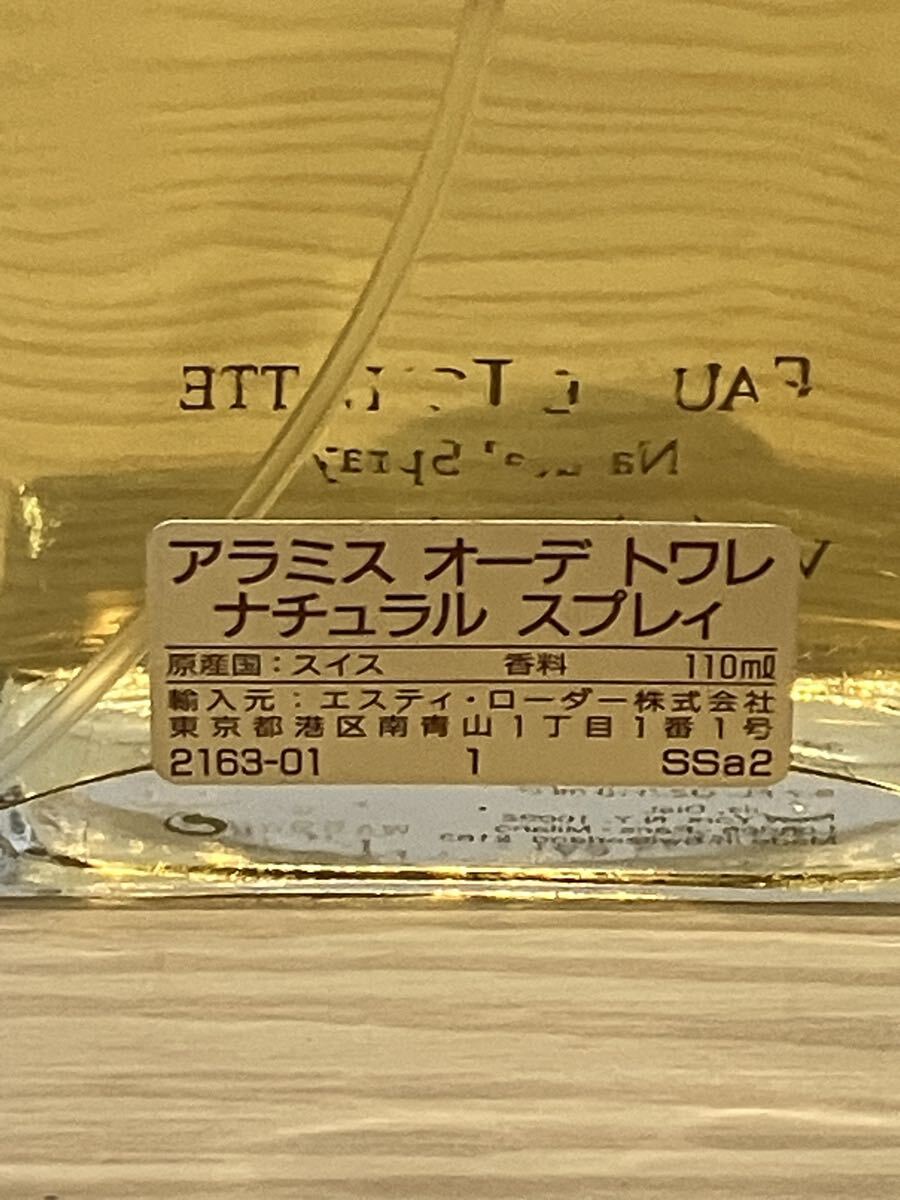 EAU
TTE
Spray
アラミス オーデ トワレ
ナチュラル スプレィ
原産国：スイス 香料 110ml
輸入元：エスティ・ローダー株式会社
東京都港区南青山1丁目1番1号
2163-01 1 SSa2